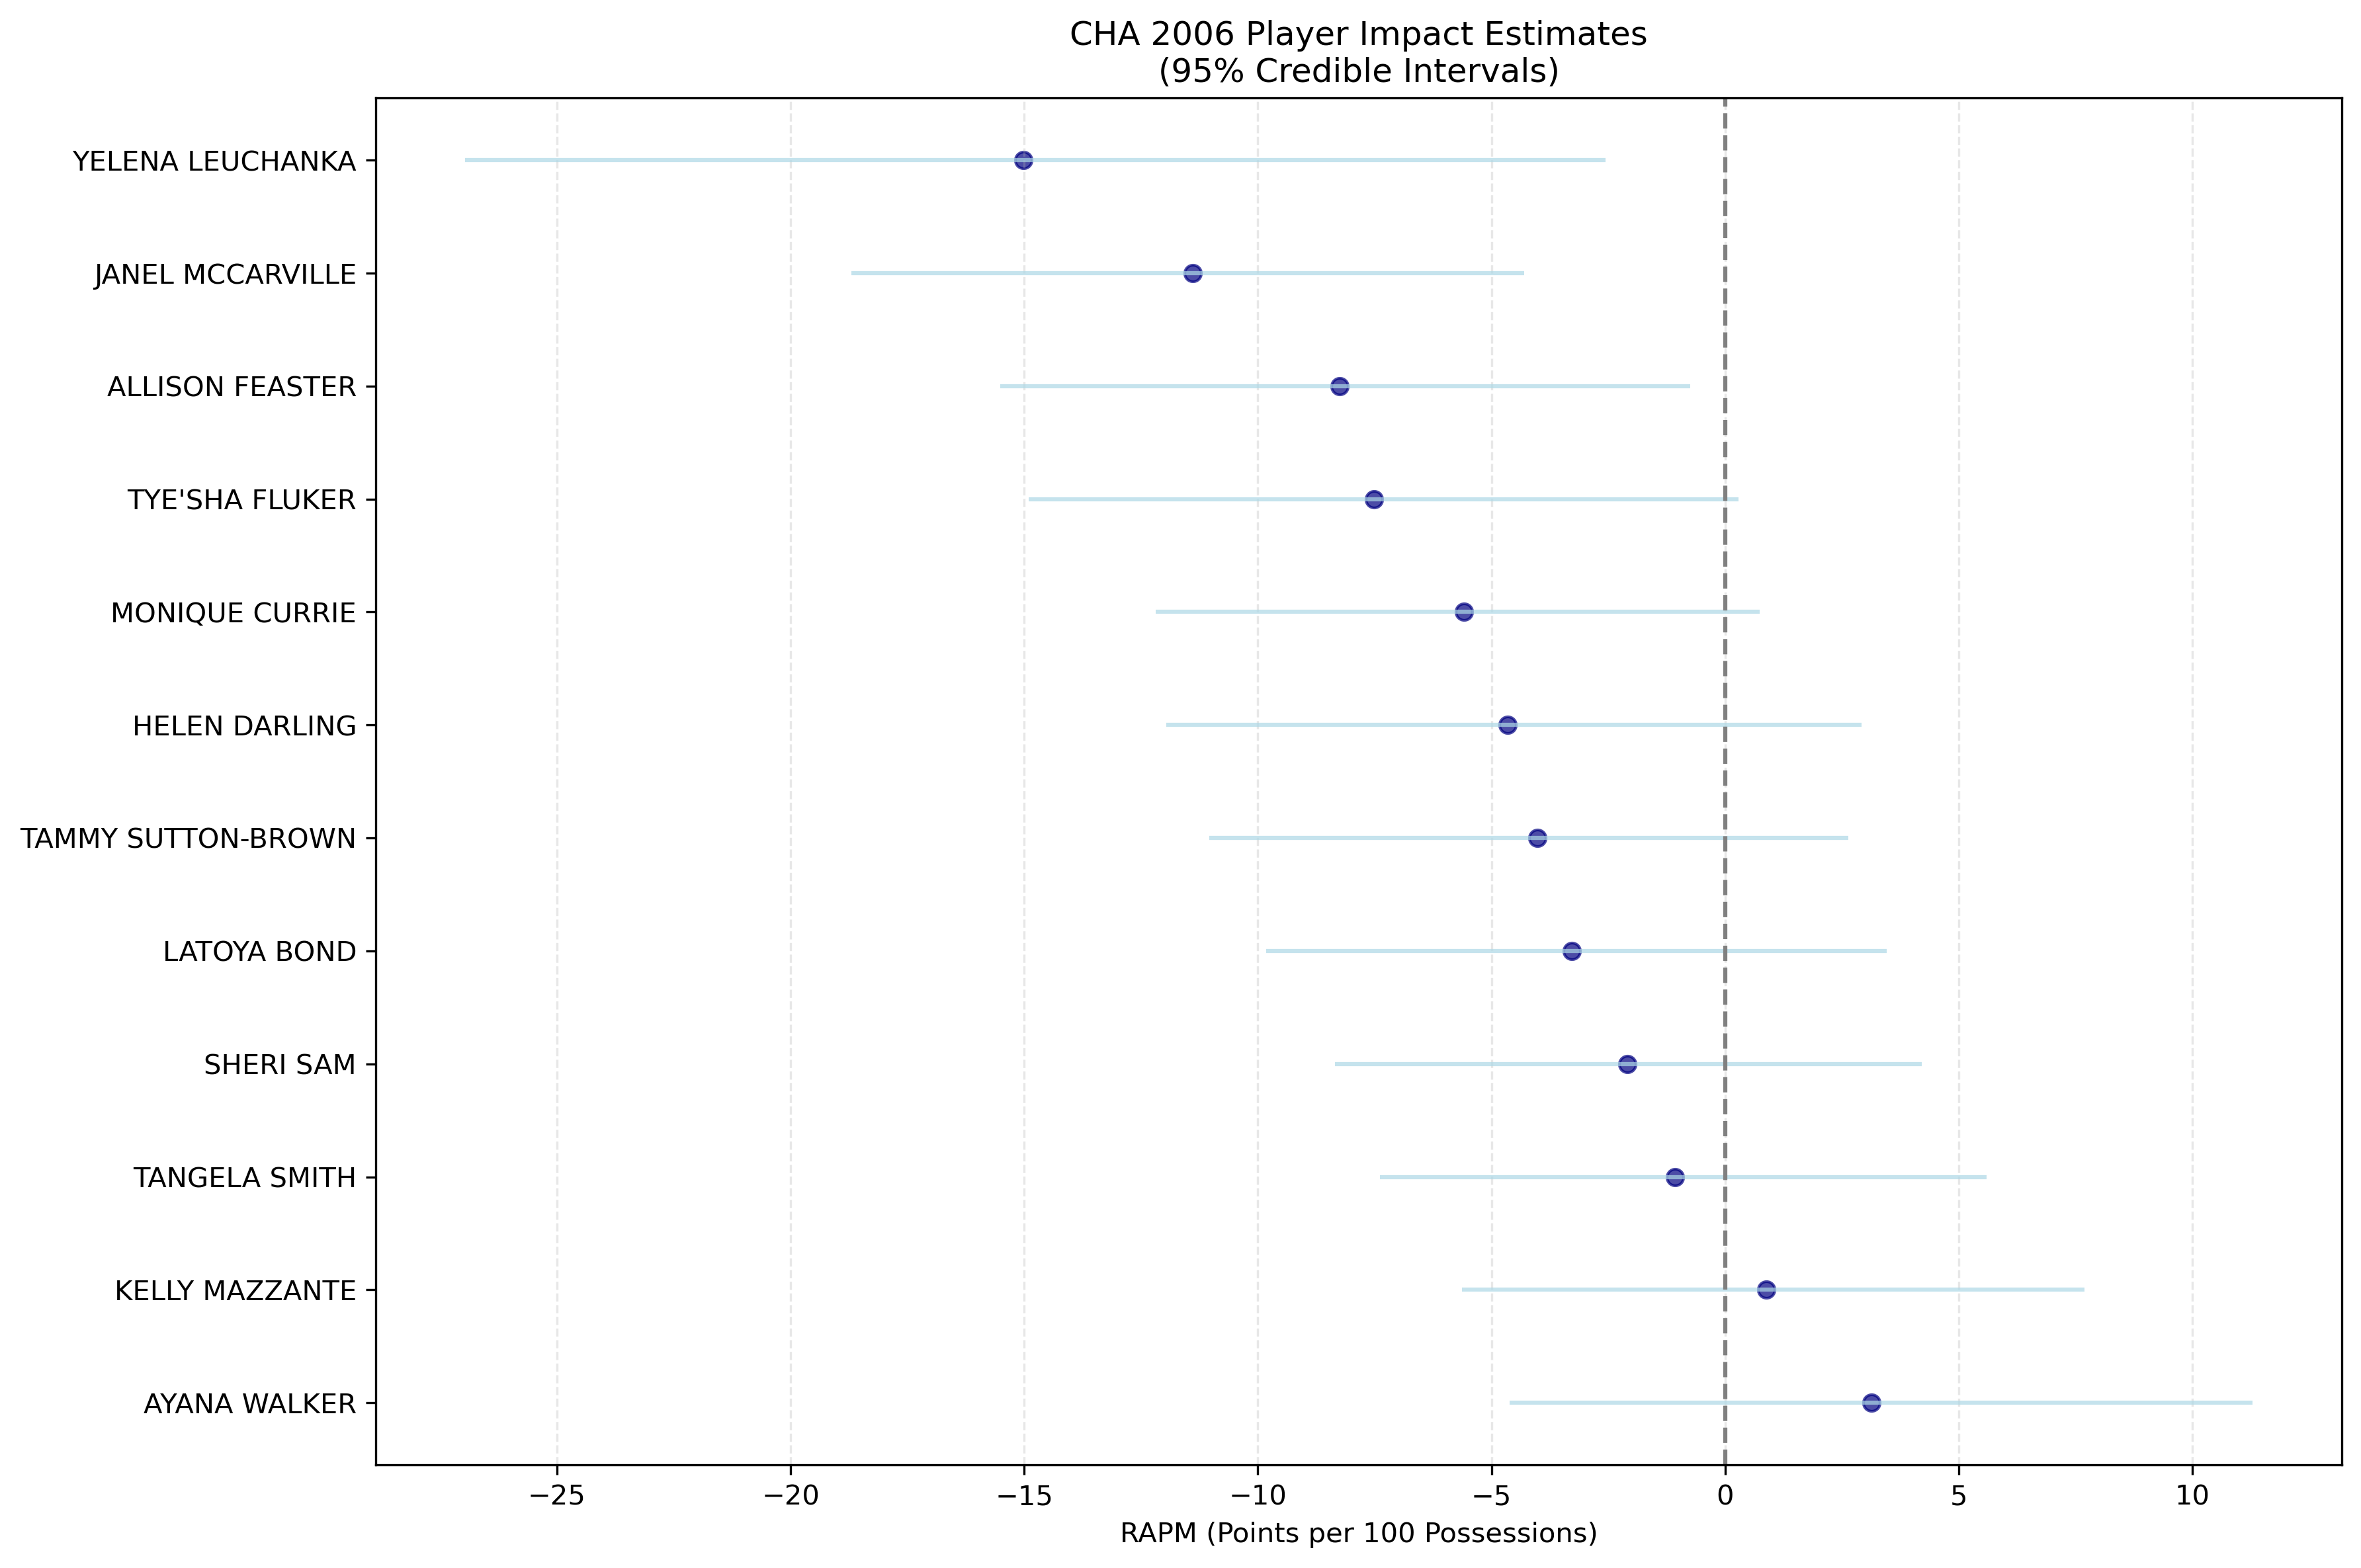 CHA 2006 Player Impact Estimates
(95% Credible Intervals)
YELENA LEUCHANKA
JANEL MCCARVILLE
ALLISON FEASTER
TYE'SHA FLUKER
MONIQUE CURRIE
HELEN DARLING
TAMMY SUTTON-BROWN
LATOYA BOND
SHERI SAM
TANGELA SMITH
KELLY MAZZANTE
AYANA WALKER
−25 −20 −15 −10 −5 0 5 10
RAPM (Points per 100 Possessions)